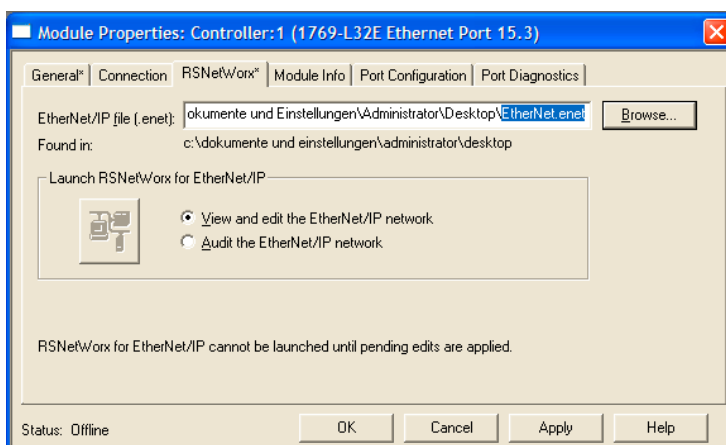 Module Properties: Controller:1 (1769-L32E Ethernet Port 15.3)
General* Connection RSNetWorx* Module Info Port Configuration Port Diagnostics
EtherNet/IP file (.enet): okumente und Einstellungen\Administrator\Desktop\EtherNet.enet Browse...
Found in: c:\dokumente und einstellungen\administrator\desktop
Launch RSNetWorx for EtherNet/IP
View and edit the EtherNet/IP network
Audit the EtherNet/IP network
RSNetWorx for EtherNet/IP cannot be launched until pending edits are applied.
Status: Offline OK Cancel Apply Help